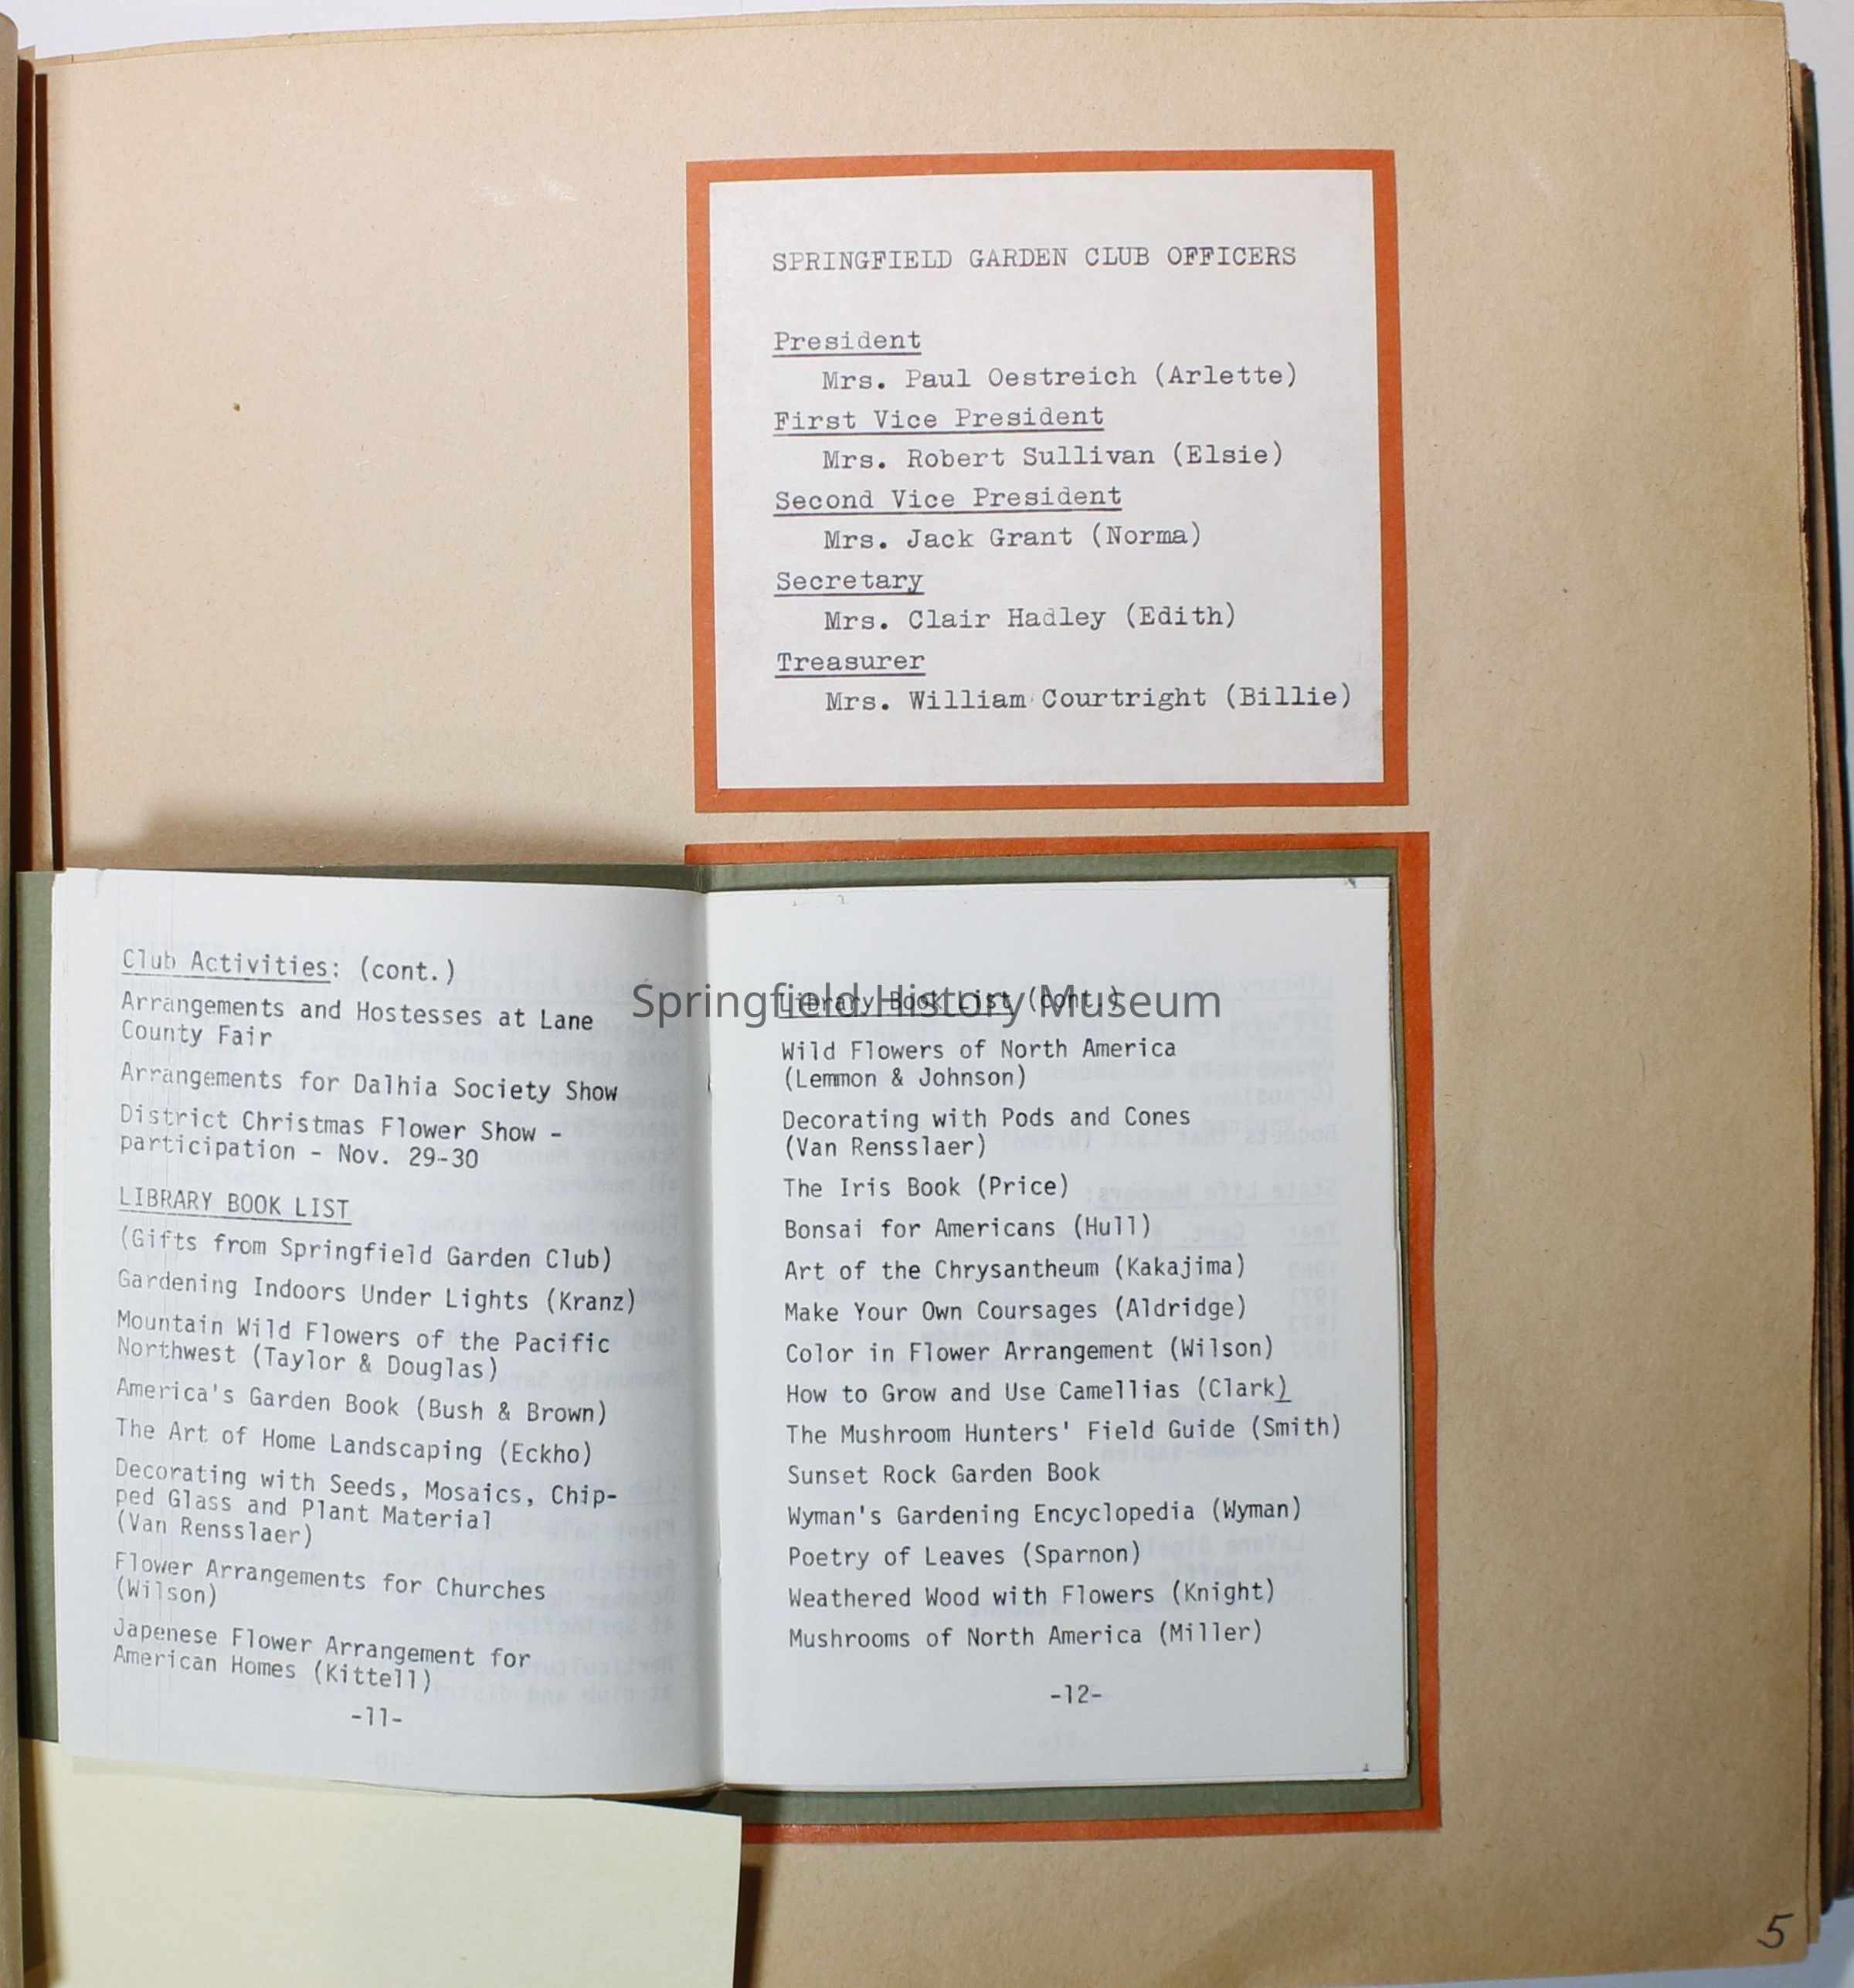 SPRINGFIELD GARDEN CLUB OFFICERS
President
Mrs. Paul Oestreich (Arlette)
First Vice President
Mrs. Robert Sullivan (Elsie)
Second Vice President
Mrs. Jack Grant (Norma)
Secretary
Mrs. Clair Hadley (Edith)
Treasurer
Mrs. William Courtright (Billie)
Club Activities: (cont.)
Arrangements and Hostesses at Lane
County Fair
Arrangements for Dalhia Society Show
District Christmas Flower Show -
participation - Nov. 29-30
LIBRARY BOOK LIST
(Gifts from Springfield Garden Club)
Gardening Indoors Under Lights (Kranz)
Mountain Wild Flowers of the Pacific
Northwest (Taylor & Douglas)
America's Garden Book (Bush & Brown)
The Art of Home Landscaping (Eckho)
Decorating with Seeds, Mosaics, Chip-
ped Glass and Plant Material
(Van Rensslaer)
Flower Arrangements for Churches
(Wilson)
Japenese Flower Arrangement for
American Homes (Kittell)
-11-
Springfield History Museum
Library Book List (cont.)
Wild Flowers of North America
(Lemmon & Johnson)
Decorating with Pods and Cones
(Van Rensslaer)
The Iris Book (Price)
Bonsai for Americans (Hull)
Art of the Chrysantheum (Kakajima)
Make Your Own Coursages (Aldridge)
Color in Flower Arrangement (Wilson)
How to Grow and Use Camellias (Clark)
The Mushroom Hunters' Field Guide (Smith)
Sunset Rock Garden Book
Wyman's Gardening Encyclopedia (Wyman)
Poetry of Leaves (Sparnon)
Weathered Wood with Flowers (Knight)
Mushrooms of North America (Miller)
-12-
5